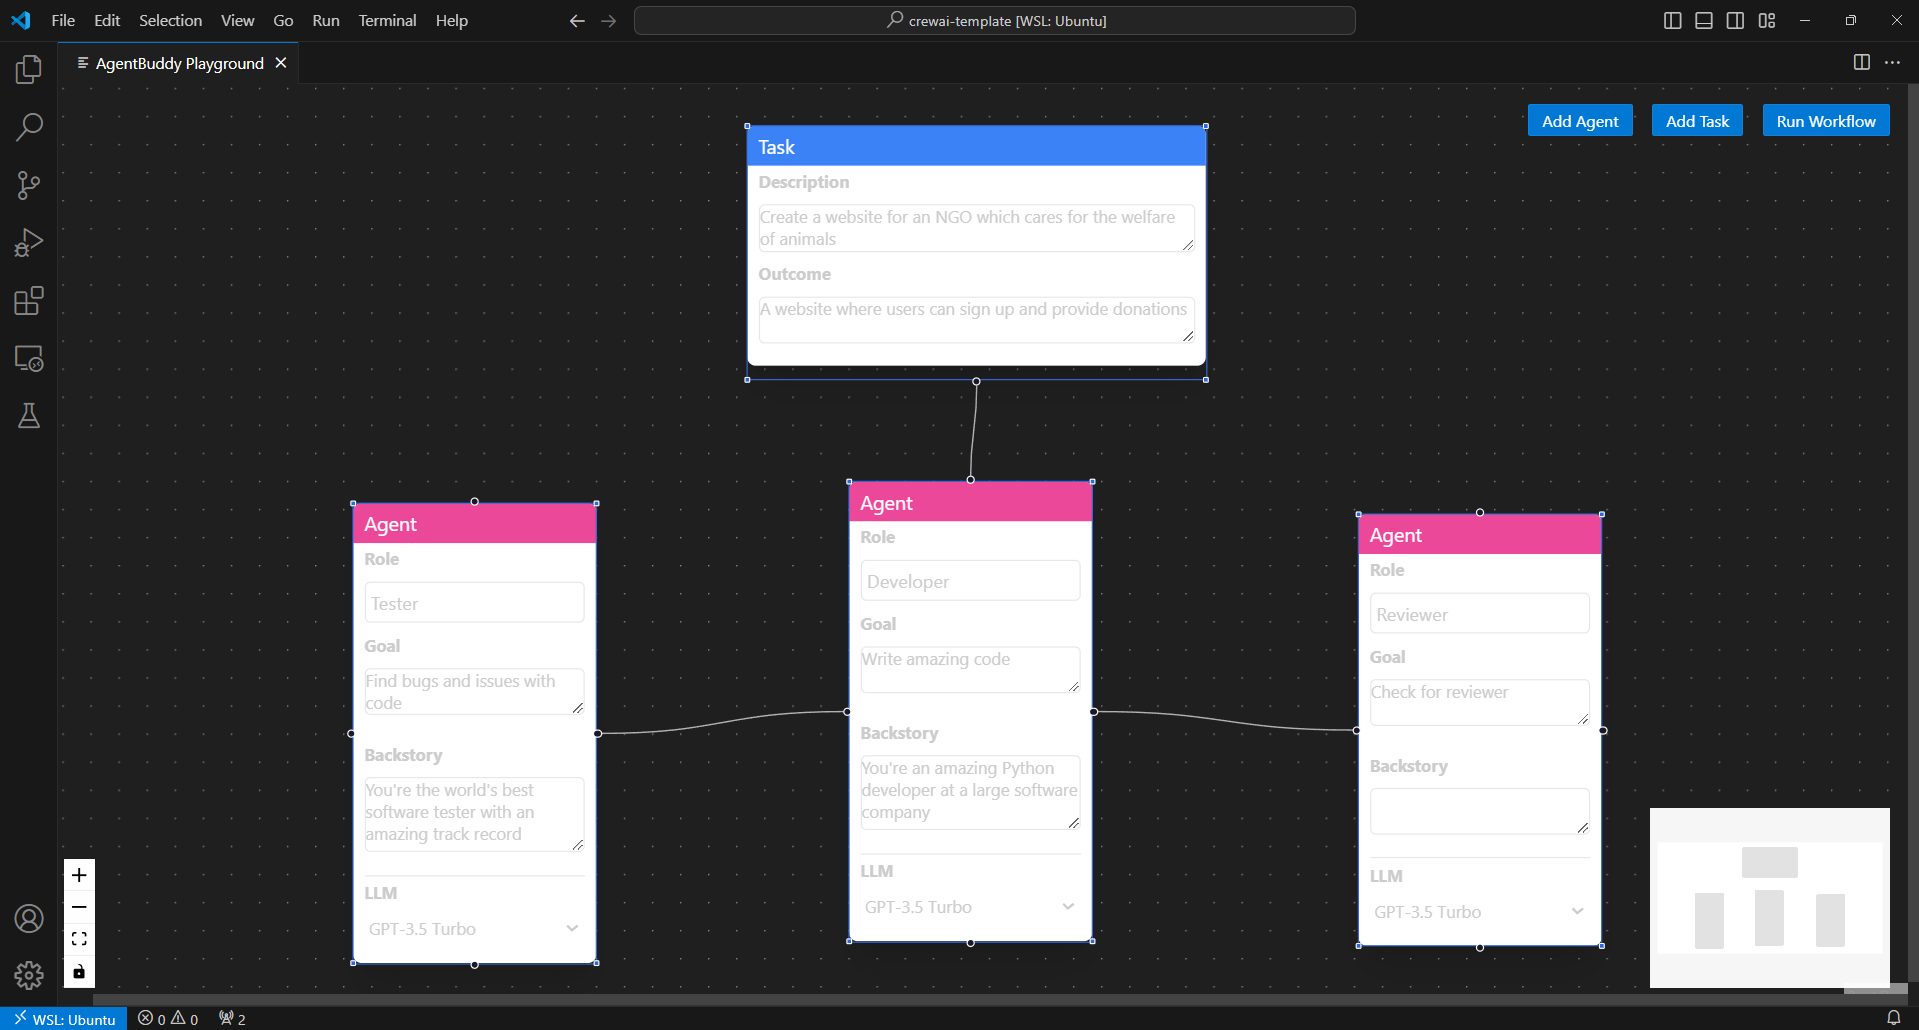 File Edit Selection View Go Run Terminal Help
crewai-template [WSL: Ubuntu]
AgentBuddy Playground
Add Agent
Add Task
Run Workflow
Task
Description
Create a website for an NGO which cares for the welfare
of animals
Outcome
A website where users can sign up and provide donations
Agent
Role
Tester
Goal
Find bugs and issues with
code
Backstory
You're the world's best
software tester with an
amazing track record
LLM
GPT-3.5 Turbo
Agent
Role
Developer
Goal
Write amazing code
Backstory
You're an amazing Python
developer at a large software
company
LLM
GPT-3.5 Turbo
Agent
Role
Reviewer
Goal
Check for reviewer
Backstory
LLM
GPT-3.5 Turbo
WSL: Ubuntu 0 0 2